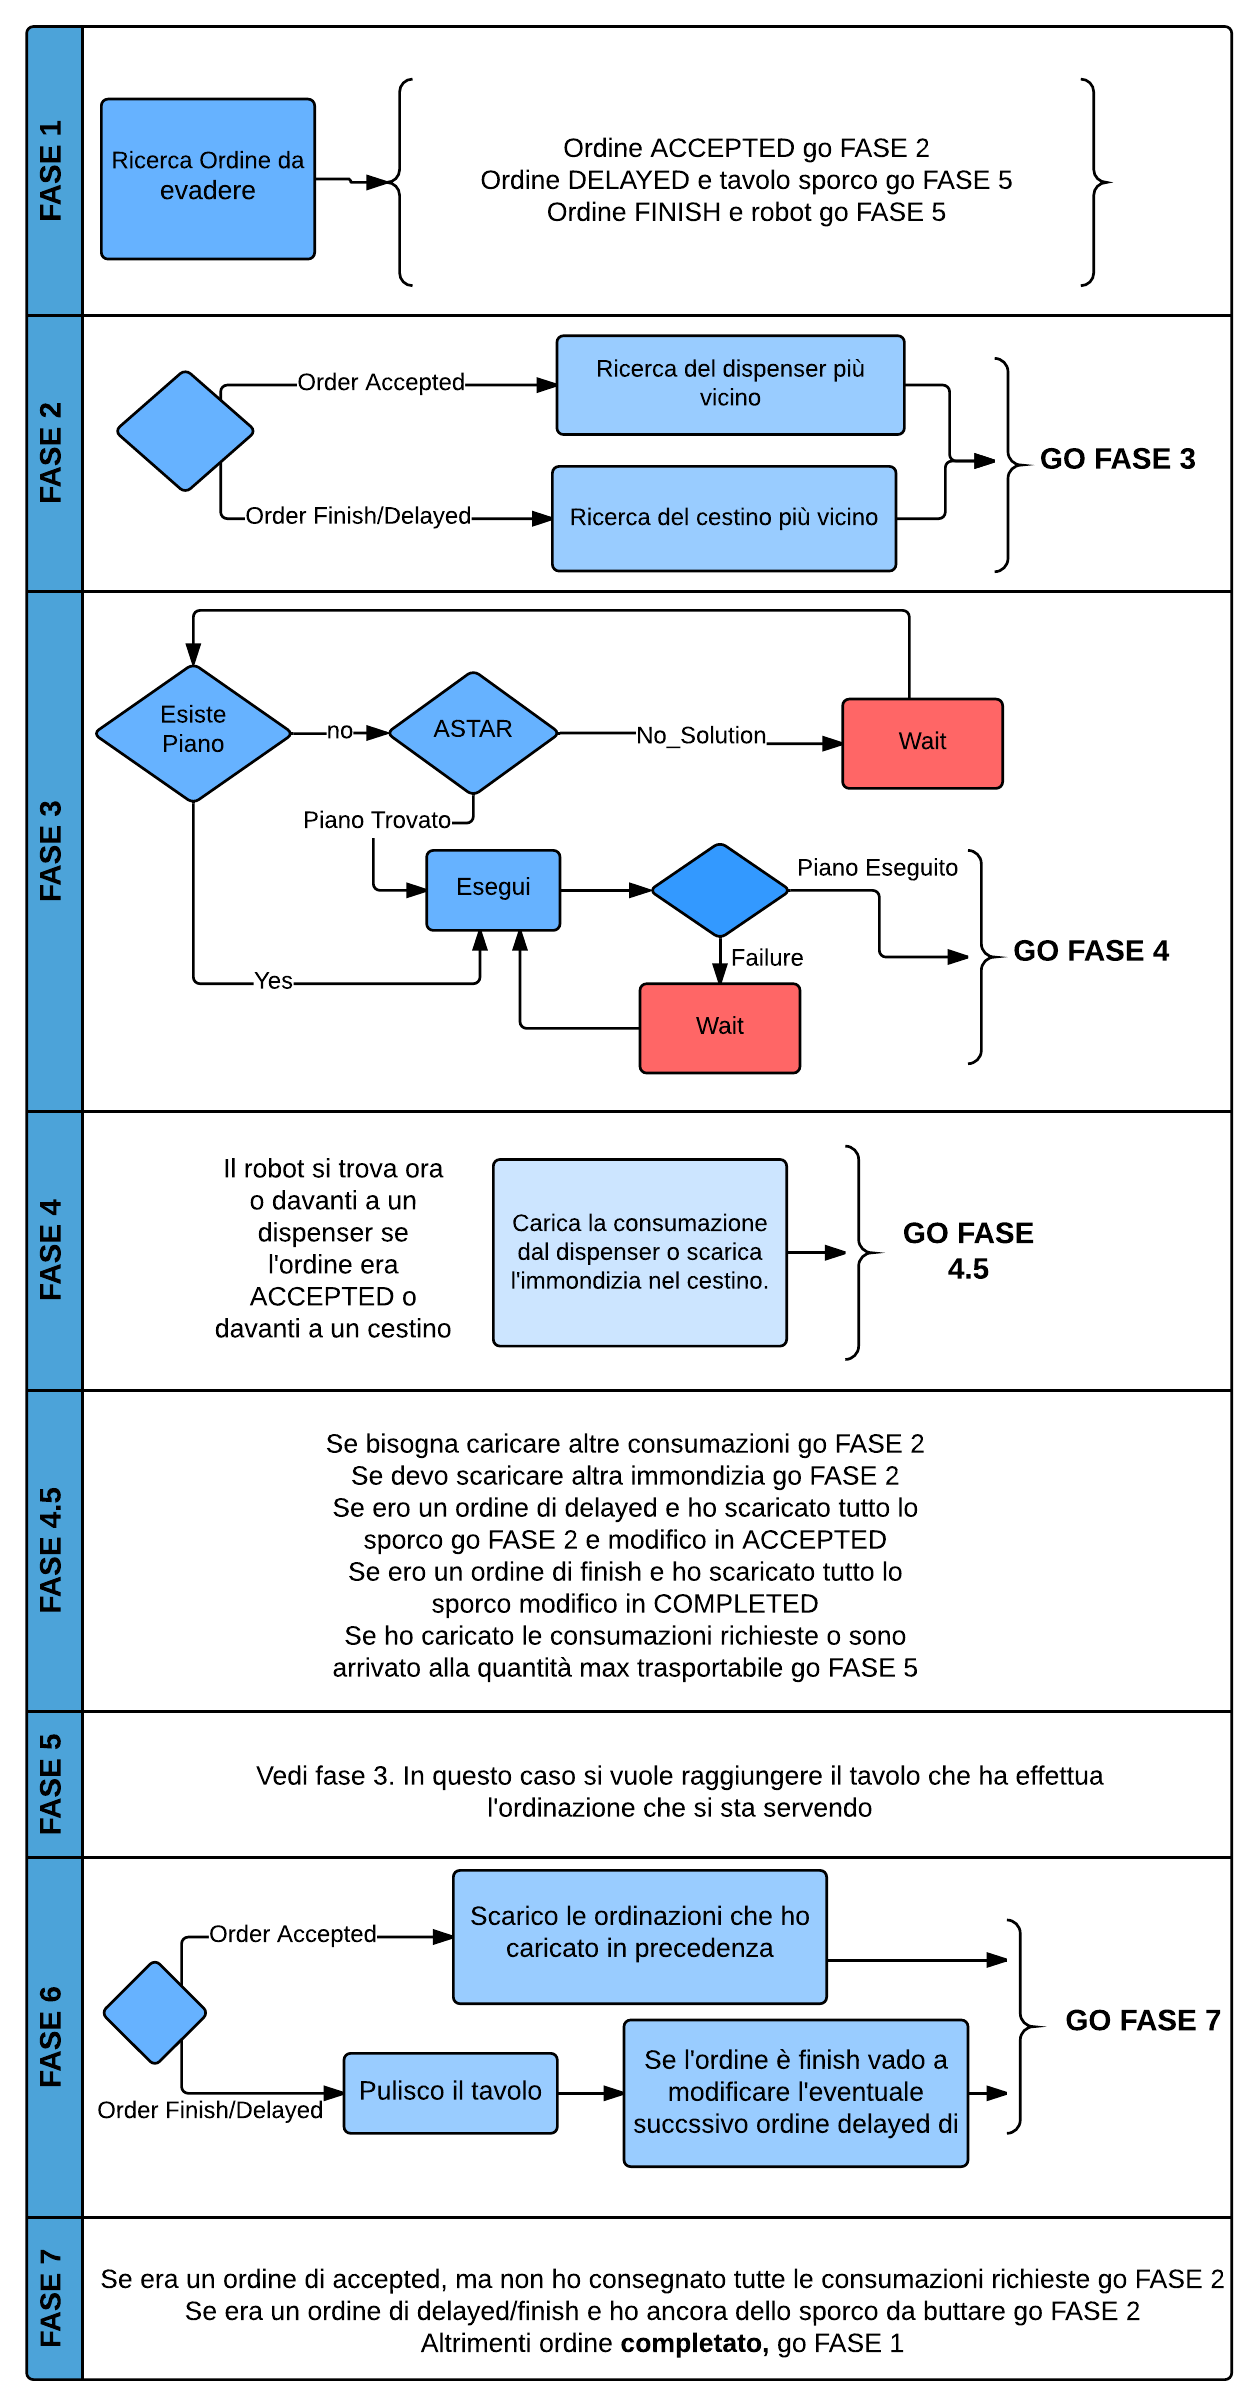 FASE 1
Ricerca Ordine da
evadere
Ordine ACCEPTED go FASE 2
Ordine DELAYED e tavolo sporco go FASE 5
Ordine FINISH e robot go FASE 5
FASE 2
Order Accepted
Ricerca del dispenser più
vicino
Order Finish/Delayed
Ricerca del cestino più vicino
GO FASE 3
FASE 3
Esiste
Piano
no
ASTAR
No_Solution
Wait
Piano Trovato
Esegui
Piano Eseguito
Failure
Yes
Wait
GO FASE 4
FASE 4
Il robot si trova ora
o davanti a un
dispenser se
l'ordine era
ACCEPTED o
davanti a un cestino
Carica la consumazione
dal dispenser o scarica
l'immondizia nel cestino.
GO FASE
4.5
FASE 4.5
Se bisogna caricare altre consumazioni go FASE 2
Se devo scaricare altra immondizia go FASE 2
Se ero un ordine di delayed e ho scaricato tutto lo
sporco go FASE 2 e modifico in ACCEPTED
Se ero un ordine di finish e ho scaricato tutto lo
sporco modifico in COMPLETED
Se ho caricato le consumazioni richieste o sono
arrivato alla quantità max trasportabile go FASE 5
FASE 5
Vedi fase 3. In questo caso si vuole raggiungere il tavolo che ha effettua
l'ordinazione che si sta servendo
FASE 6
Order Accepted
Scarico le ordinazioni che ho
caricato in precedenza
Order Finish/Delayed
Pulisco il tavolo
Se l'ordine è finish vado a
modificare l'eventuale
succssivo ordine delayed di
GO FASE 7
FASE 7
Se era un ordine di accepted, ma non ho consegnato tutte le consumazioni richieste go FASE 2
Se era un ordine di delayed/finish e ho ancora dello sporco da buttare go FASE 2
Altrimenti ordine completato, go FASE 1